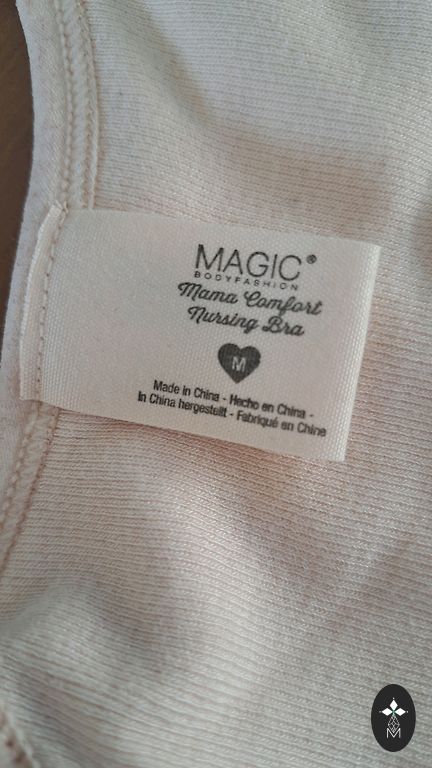 MAGIC®
BODYFASHION
Mama Comfort
Nursing Bra
M
Made in China - Hecho en China -
In China hergestellt - Fabriqué en Chine
M